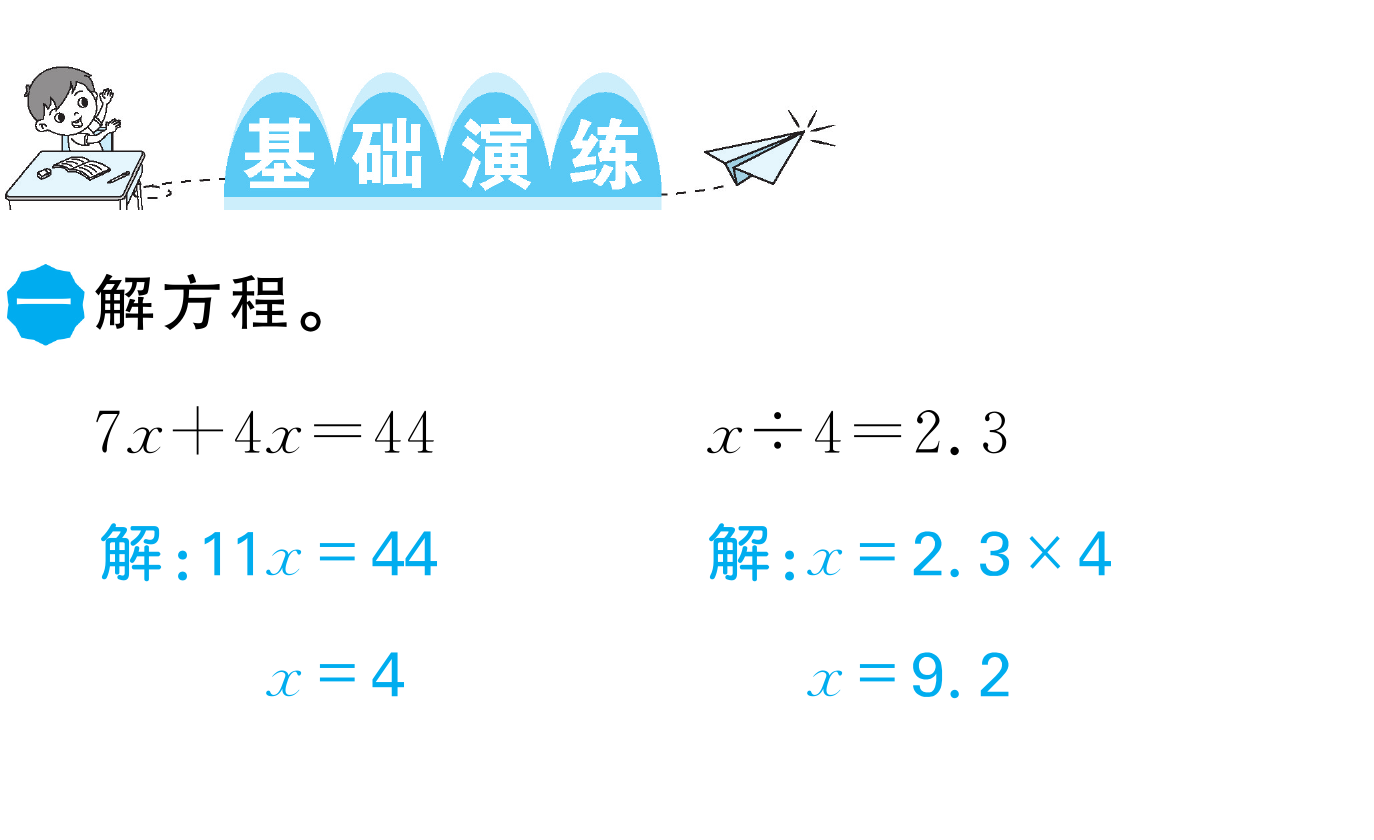 基础演练
一 解方程。
7x+4x=44 x÷4=2.3
解:11x=44 解:x=2.3×4
x=4 x=9.2